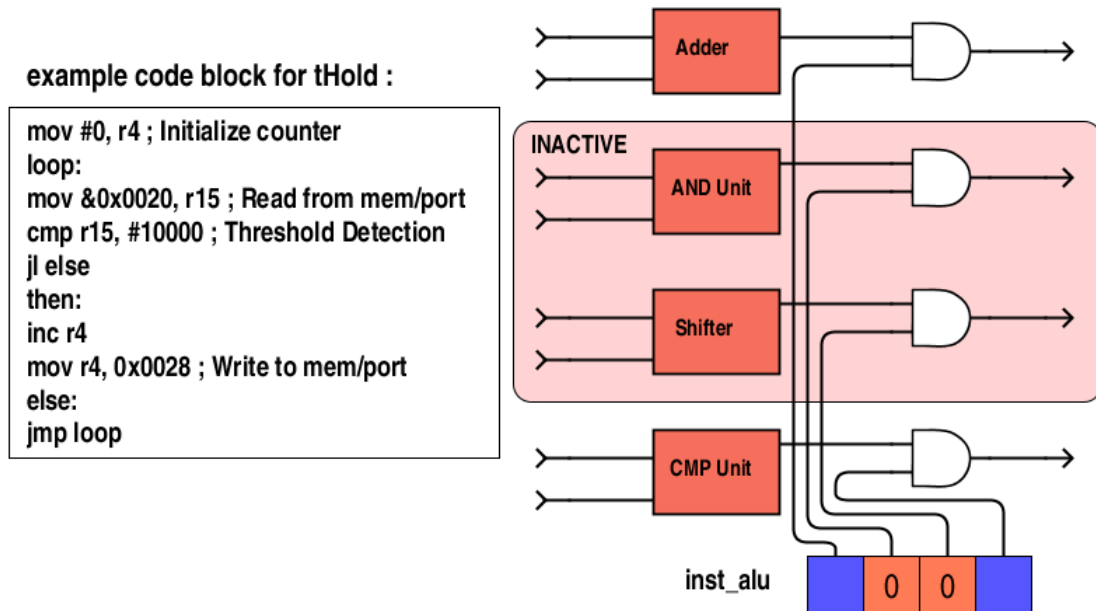 example code block for tHold :
mov #0, r4 ; Initialize counter
loop:
mov &0x0020, r15 ; Read from mem/port
cmp r15, #10000 ; Threshold Detection
jl else
then:
inc r4
mov r4, 0x0028 ; Write to mem/port
else:
jmp loop
Adder
INACTIVE
AND Unit
Shifter
CMP Unit
inst_alu
0 0